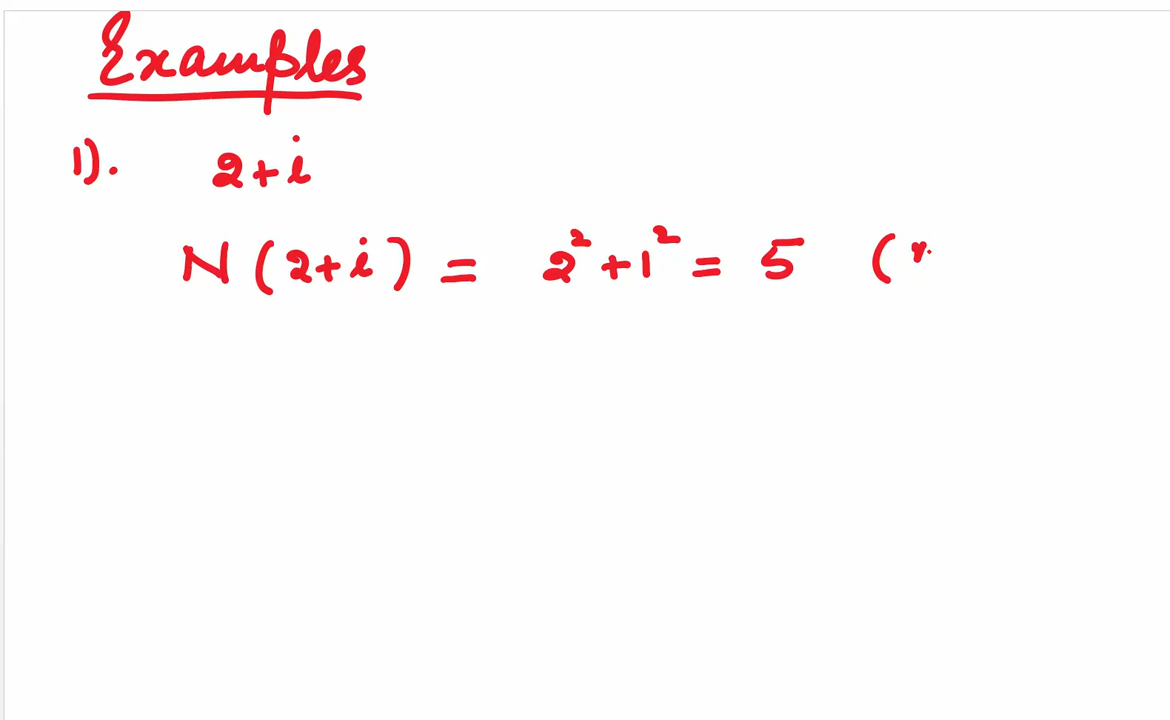 Examples
1). 2+i
N(2+i) = 2² + 1² = 5 (